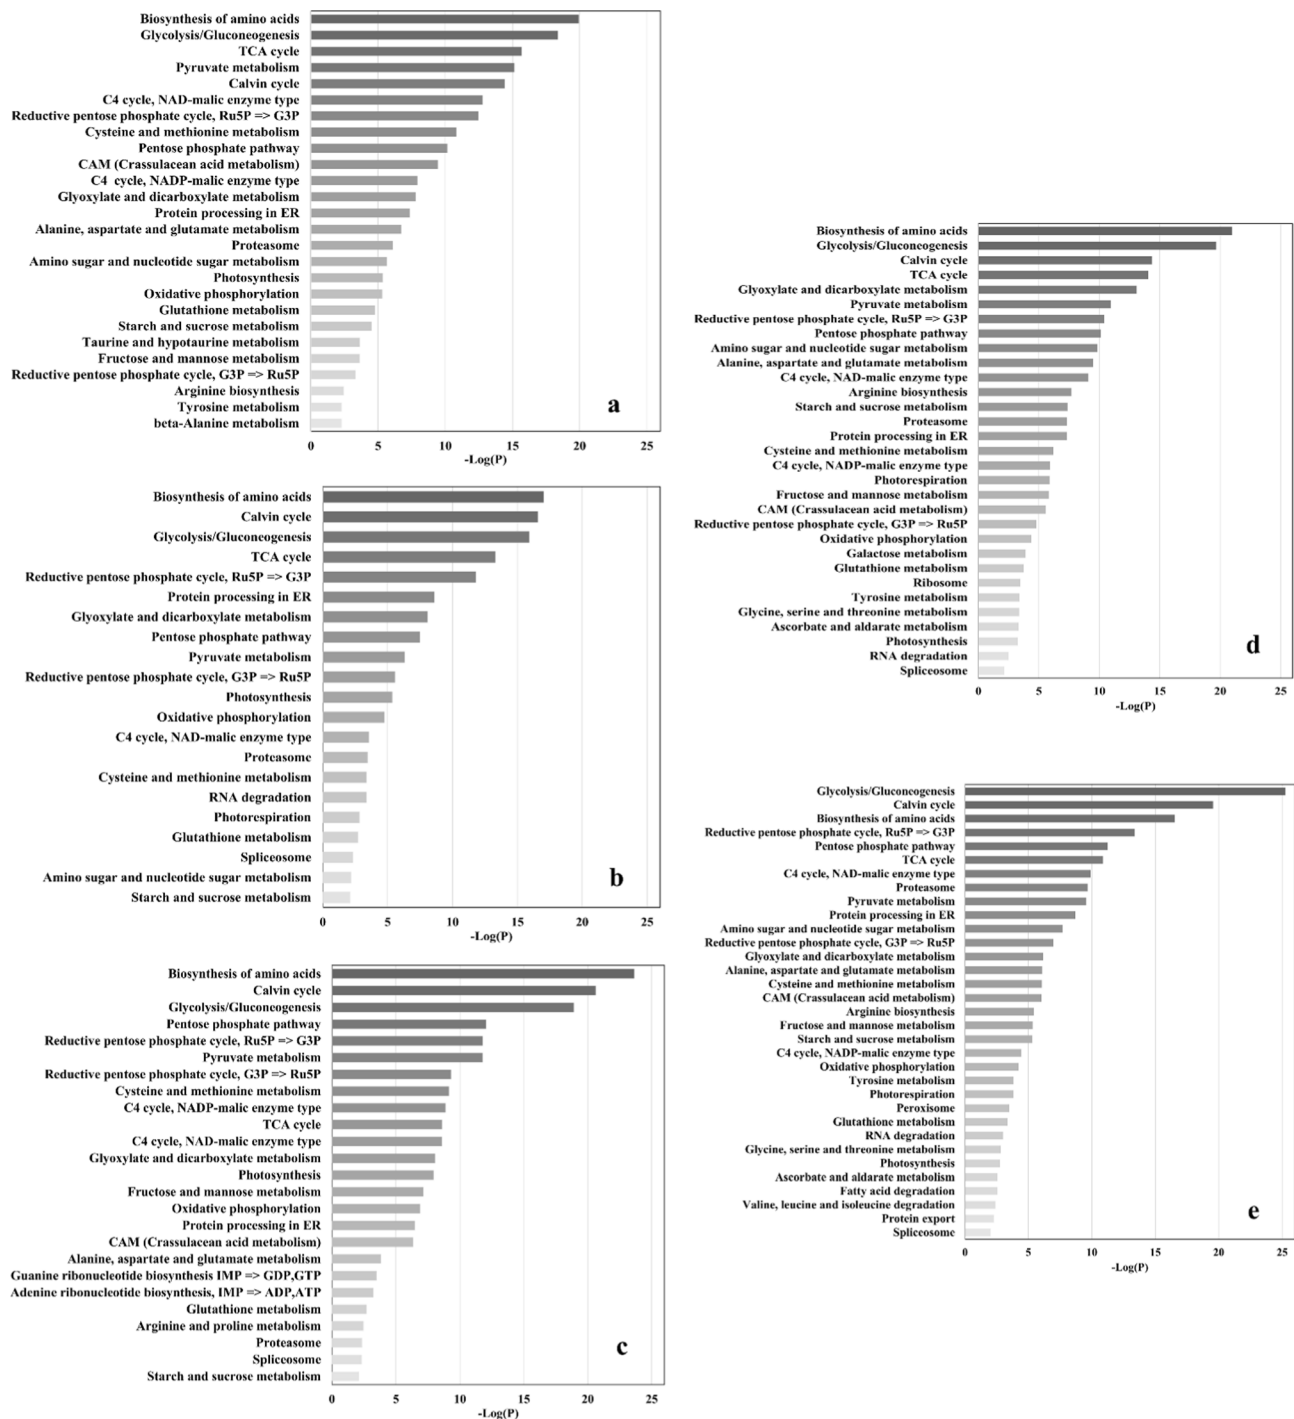 Biosynthesis of amino acids
Glycolysis/Gluconeogenesis
TCA cycle
Pyruvate metabolism
Calvin cycle
C4 cycle, NAD-malic enzyme type
Reductive pentose phosphate cycle, Ru5P => G3P
Cysteine and methionine metabolism
Pentose phosphate pathway
CAM (Crassulacean acid metabolism)
C4 cycle, NADP-malic enzyme type
Glyoxylate and dicarboxylate metabolism
Protein processing in ER
Alanine, aspartate and glutamate metabolism
Proteasome
Amino sugar and nucleotide sugar metabolism
Photosynthesis
Oxidative phosphorylation
Glutathione metabolism
Starch and sucrose metabolism
Taurine and hypotaurine metabolism
Fructose and mannose metabolism
Reductive pentose phosphate cycle, G3P => Ru5P
Arginine biosynthesis
Tyrosine metabolism
beta-Alanine metabolism
a
0 5 10 15 20 25
-Log(P)
Biosynthesis of amino acids
Calvin cycle
Glycolysis/Gluconeogenesis
TCA cycle
Reductive pentose phosphate cycle, Ru5P => G3P
Protein processing in ER
Glyoxylate and dicarboxylate metabolism
Pentose phosphate pathway
Pyruvate metabolism
Reductive pentose phosphate cycle, G3P => Ru5P
Photosynthesis
Oxidative phosphorylation
C4 cycle, NAD-malic enzyme type
Proteasome
Cysteine and methionine metabolism
RNA degradation
Photorespiration
Glutathione metabolism
Spliceosome
Amino sugar and nucleotide sugar metabolism
Starch and sucrose metabolism
b
0 5 10 15 20 25
-Log(P)
Biosynthesis of amino acids
Calvin cycle
Glycolysis/Gluconeogenesis
Pentose phosphate pathway
Reductive pentose phosphate cycle, Ru5P => G3P
Pyruvate metabolism
Reductive pentose phosphate cycle, G3P => Ru5P
Cysteine and methionine metabolism
C4 cycle, NADP-malic enzyme type
TCA cycle
C4 cycle, NAD-malic enzyme type
Glyoxylate and dicarboxylate metabolism
Photosynthesis
Fructose and mannose metabolism
Oxidative phosphorylation
Protein processing in ER
CAM (Crassulacean acid metabolism)
Alanine, aspartate and glutamate metabolism
Guanine ribonucleotide biosynthesis IMP => GDP,GTP
Adenine ribonucleotide biosynthesis, IMP => ADP,ATP
Glutathione metabolism
Arginine and proline metabolism
Proteasome
Spliceosome
Starch and sucrose metabolism
c
0 5 10 15 20 25
-Log(P)
Biosynthesis of amino acids
Glycolysis/Gluconeogenesis
Calvin cycle
TCA cycle
Glyoxylate and dicarboxylate metabolism
Pyruvate metabolism
Reductive pentose phosphate cycle, Ru5P => G3P
Pentose phosphate pathway
Amino sugar and nucleotide sugar metabolism
Alanine, aspartate and glutamate metabolism
C4 cycle, NAD-malic enzyme type
Arginine biosynthesis
Starch and sucrose metabolism
Proteasome
Protein processing in ER
Cysteine and methionine metabolism
C4 cycle, NADP-malic enzyme type
Photorespiration
Fructose and mannose metabolism
CAM (Crassulacean acid metabolism)
Reductive pentose phosphate cycle, G3P => Ru5P
Oxidative phosphorylation
Galactose metabolism
Glutathione metabolism
Ribosome
Tyrosine metabolism
Glycine, serine and threonine metabolism
Ascorbate and aldarate metabolism
Photosynthesis
RNA degradation
Spliceosome
d
0 5 10 15 20 25
-Log(P)
Glycolysis/Gluconeogenesis
Calvin cycle
Biosynthesis of amino acids
Reductive pentose phosphate cycle, Ru5P => G3P
Pentose phosphate pathway
TCA cycle
C4 cycle, NAD-malic enzyme type
Proteasome
Pyruvate metabolism
Protein processing in ER
Amino sugar and nucleotide sugar metabolism
Reductive pentose phosphate cycle, G3P => Ru5P
Glyoxylate and dicarboxylate metabolism
Alanine, aspartate and glutamate metabolism
Cysteine and methionine metabolism
CAM (Crassulacean acid metabolism)
Arginine biosynthesis
Fructose and mannose metabolism
Starch and sucrose metabolism
C4 cycle, NADP-malic enzyme type
Oxidative phosphorylation
Tyrosine metabolism
Photorespiration
Peroxisome
Glutathione metabolism
RNA degradation
Glycine, serine and threonine metabolism
Photosynthesis
Ascorbate and aldarate metabolism
Fatty acid degradation
Valine, leucine and isoleucine degradation
Protein export
Spliceosome
e
0 5 10 15 20 25
-Log(P)